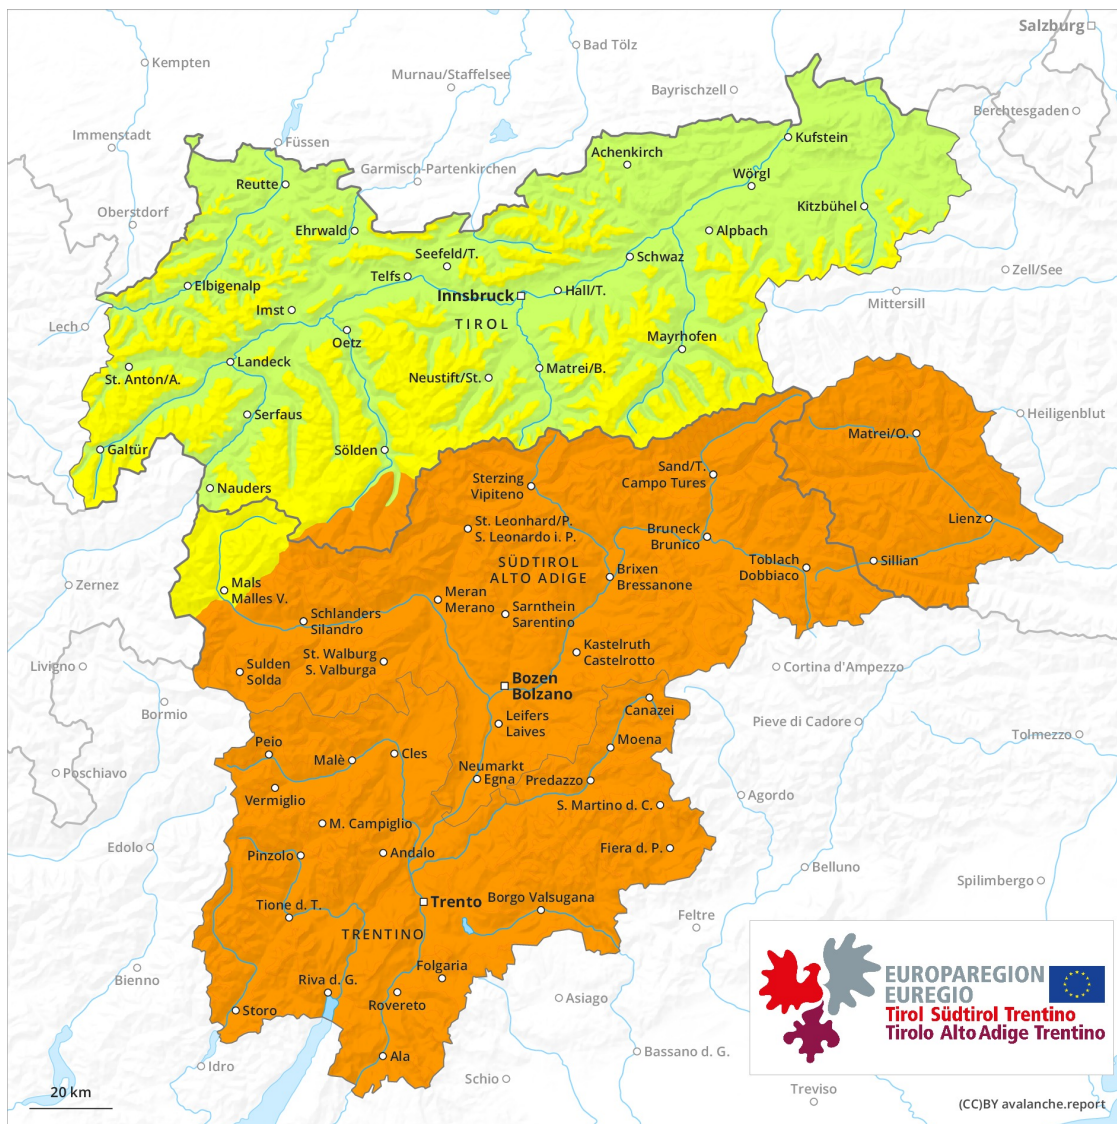 Salzburg
Bad Tölz
Kempten
Murnau/Staffelsee
Bayrischzell
Berchtesgaden
Immenstadt
Füssen
Kufstein
Achenkirch
Garmisch-Partenkirchen
Wörgl
Reutte
Kitzbühel
Oberstdorf
Ehrwald
Alpbach
Seefeld/T.
Schwaz
Telfs
Zell/See
Elbigenalp
Hall/T.
Innsbruck
Mittersill
Imst
TIROL
Lech
Oetz
Mayrhofen
Landeck
Matrei/B.
St. Anton/A.
Neustift/St.
Serfaus
Heiligenblut
Matrei/O.
Galtür
Sölden
Sand/T.
Campo Tures
Sterzing
Vipiteno
Nauders
St. Leonhard/P.
S. Leonardo i. P.
Lienz
Bruneck
Brunico
SÜDTIROL
ALTO ADIGE
Toblach
Dobbiaco
Sillian
Brixen
Bressanone
Zernez
Mals
Malles V.
Meran
Merano
Sarnthein
Sarentino
Schlanders
Silandro
Kastelruth
Castelrotto
St. Walburg
S. Valburga
Livigno
Sulden
Solda
Cortina d'Ampezzo
Bozen
Bolzano
Canazei
Bormio
Leifers
Laives
Pieve di Cadore
Tolmezzo
Peio
Malè
Cles
Moena
Neumarkt
Egna
Predazzo
Poschiavo
Vermiglio
S. Martino d. C.
Agordo
M. Campiglio
Edolo
Pinzolo
Andalo
Fiera d. P.
Belluno
Spilimbergo
Tione d. T.
Trento
Borgo Valsugana
Feltre
TRENTINO
Bienno
Folgaria
Riva d. G.
Storo
Rovereto
Asiago
EUROPAREGION
EUREGIO
Tirol Südtirol Trentino
Tirolo Alto Adige Trentino
Ala
Idro
Schio
Bassano d. G.
Treviso
20 km
(CC)BY avalanche.report